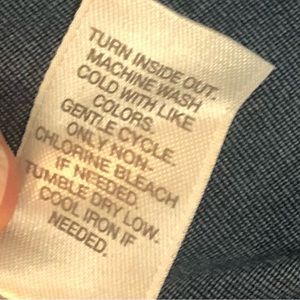 TURN INSIDE OUT.
MACHINE WASH
COLD WITH LIKE
COLORS.
GENTLE CYCLE.
ONLY NON-
CHLORINE BLEACH
IF NEEDED.
TUMBLE DRY LOW.
COOL IRON IF
NEEDED.